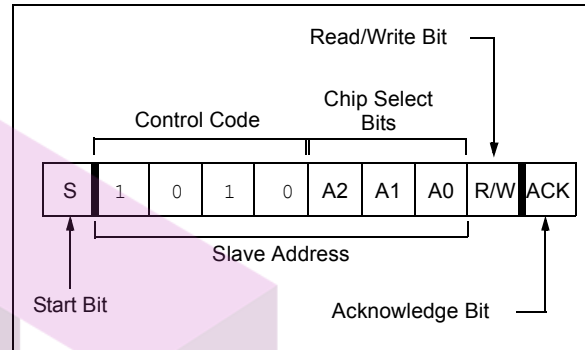 Read/Write Bit
Chip Select
Control Code
Bits
S 1 0 1 0 A2 A1 A0 R/W ACK
Slave Address
Start Bit
Acknowledge Bit